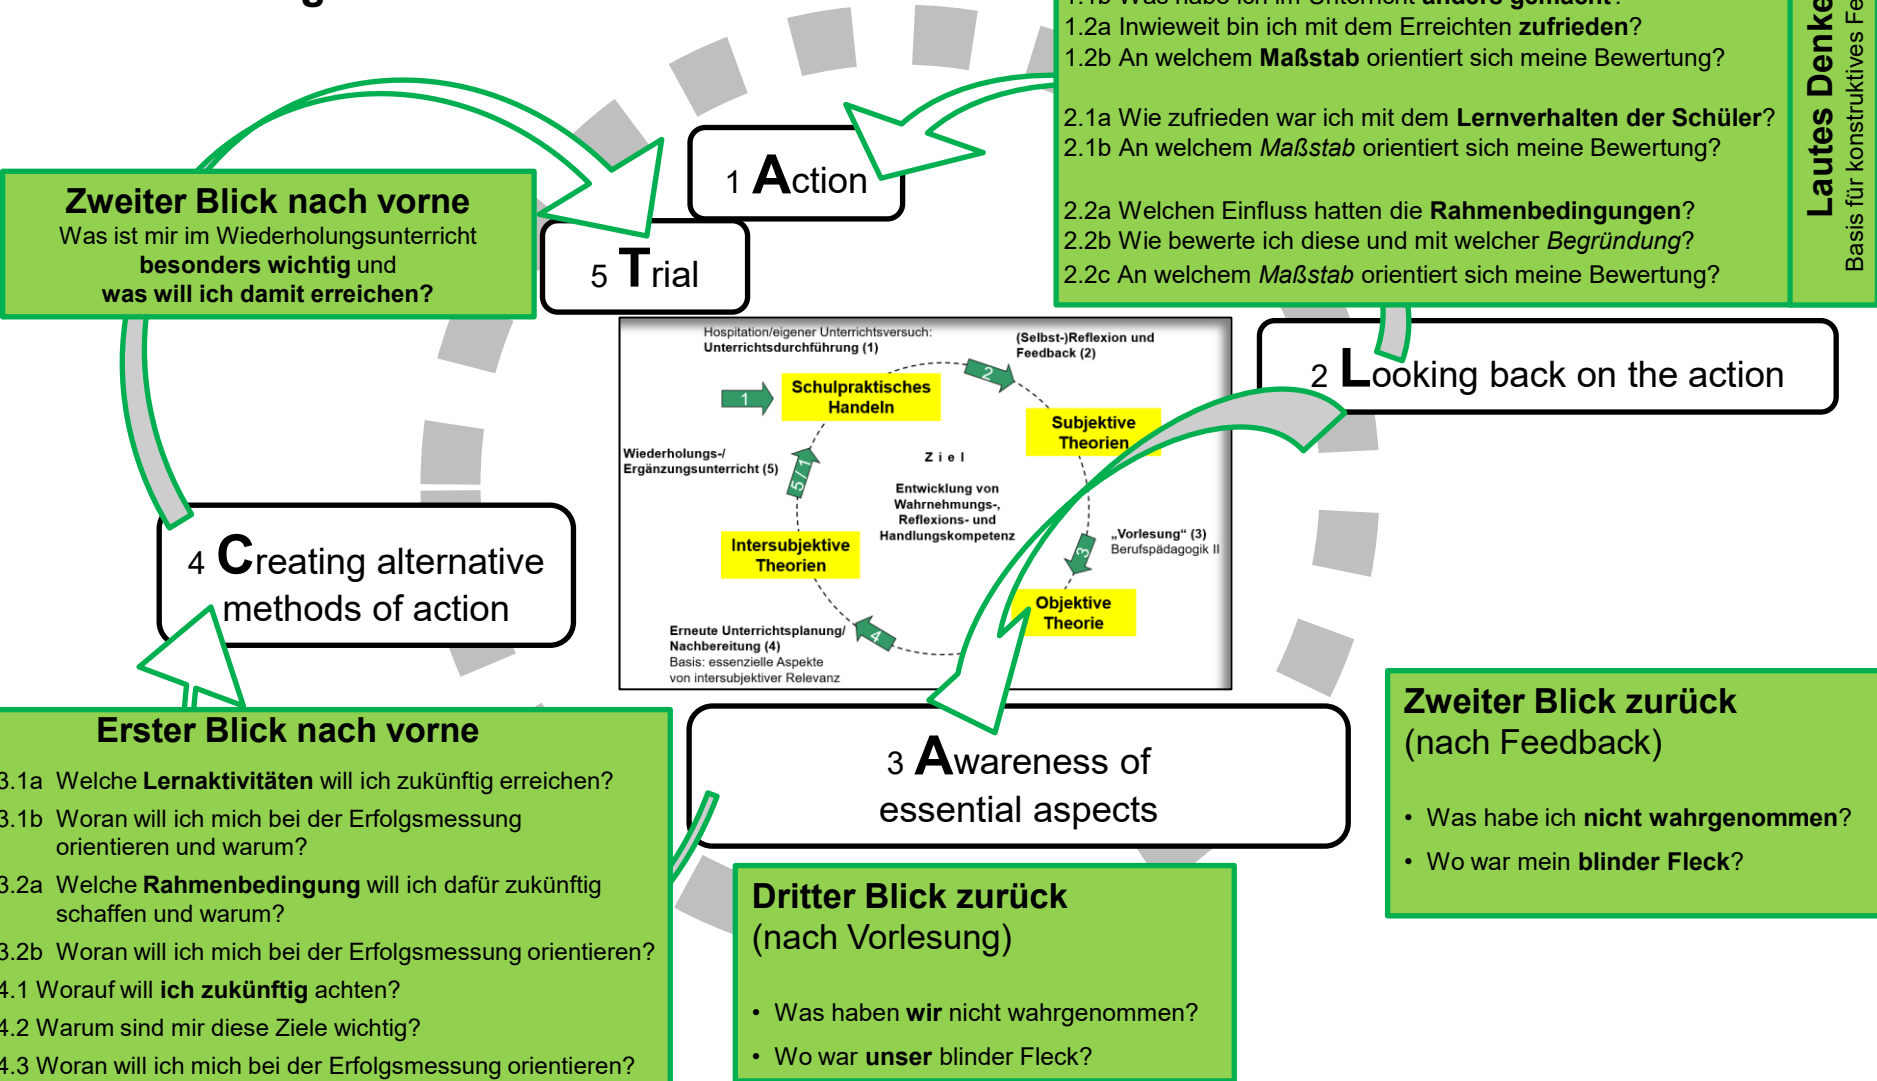 g
1.1b Was habe ich im Unterricht anders gemacht?
1.2a Inwieweit bin ich mit dem Erreichten zufrieden?
1.2b An welchem Maßstab orientiert sich meine Bewertung?
2.1a Wie zufrieden war ich mit dem Lernverhalten der Schüler?
2.1b An welchem Maßstab orientiert sich meine Bewertung?
2.2a Welchen Einfluss hatten die Rahmenbedingungen?
2.2b Wie bewerte ich diese und mit welcher Begründung?
2.2c An welchem Maßstab orientiert sich meine Bewertung?
Lautes Denke
Basis für konstruktives Fe
1 Action
Zweiter Blick nach vorne
Was ist mir im Wiederholungsunterricht
besonders wichtig und
was will ich damit erreichen?
5 Trial
2 Looking back on the action
Hospitation/eigener Unterrichtsversuch:
Unterrichtsdurchführung (1)
(Selbst-)Reflexion und
Feedback (2)
1
Schulpraktisches
Handeln
2
Subjektive
Theorien
Wiederholungs-/
Ergänzungsunterricht (5)
5 / 1
Ziel
Entwicklung von
Wahrnehmungs-,
Reflexions- und
Handlungskompetenz
„Vorlesung“ (3)
Berufspädagogik II
3
Intersubjektive
Theorien
Objektive
Theorie
Erneute Unterrichtsplanung/
Nachbereitung (4)
Basis: essenzielle Aspekte
von intersubjektiver Relevanz
4
4 Creating alternative
methods of action
Erster Blick nach vorne
3.1a Welche Lernaktivitäten will ich zukünftig erreichen?
3.1b Woran will ich mich bei der Erfolgsmessung
orientieren und warum?
3.2a Welche Rahmenbedingung will ich dafür zukünftig
schaffen und warum?
3.2b Woran will ich mich bei der Erfolgsmessung orientieren?
4.1 Worauf will ich zukünftig achten?
4.2 Warum sind mir diese Ziele wichtig?
4.3 Woran will ich mich bei der Erfolgsmessung orientieren?
3 Awareness of
essential aspects
Dritter Blick zurück
(nach Vorlesung)
• Was haben wir nicht wahrgenommen?
• Wo war unser blinder Fleck?
Zweiter Blick zurück
(nach Feedback)
• Was habe ich nicht wahrgenommen?
• Wo war mein blinder Fleck?